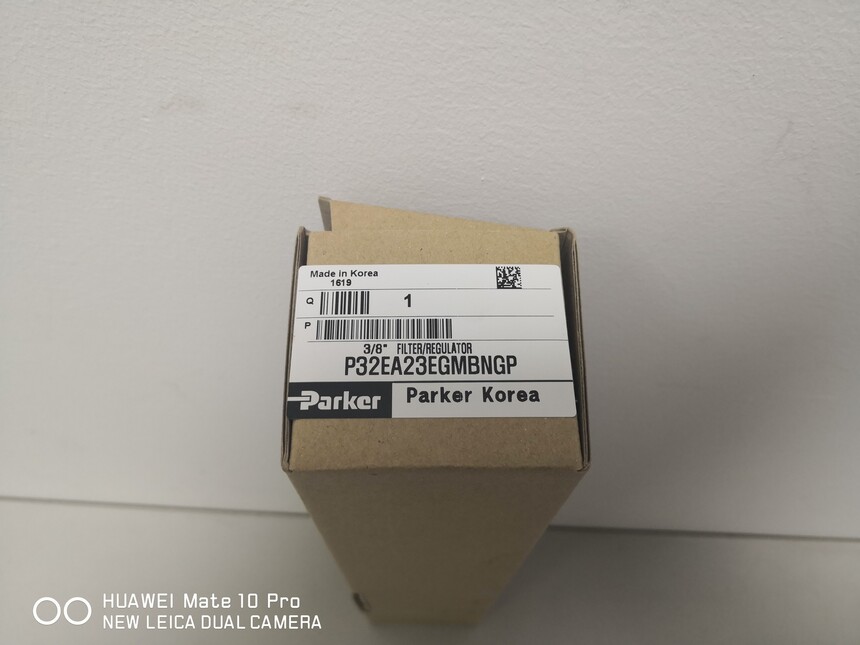 Made in Korea
1619
Q 1
P
3/8" FILTER/REGULATOR
P32EA23EGMBNGP
Parker Parker Korea
HUAWEI Mate 10 Pro
NEW LEICA DUAL CAMERA